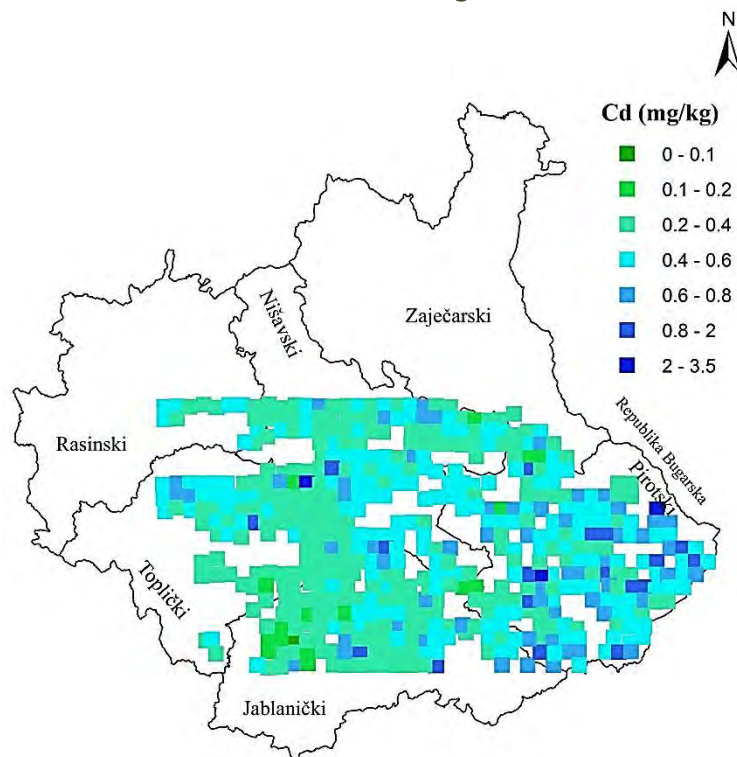 N
Cd (mg/kg)
0 - 0.1
0.1 - 0.2
0.2 - 0.4
0.4 - 0.6
0.6 - 0.8
0.8 - 2
2 - 3.5
Nišavski
Zaječarski
Rasinski
Republika Bugarska
Pirotski
Toplički
Jablanički